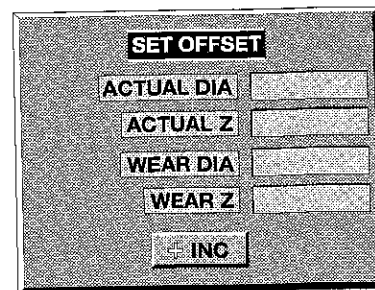 SET OFFSET
ACTUAL DIA
ACTUAL Z
WEAR DIA
WEAR Z
+ INC